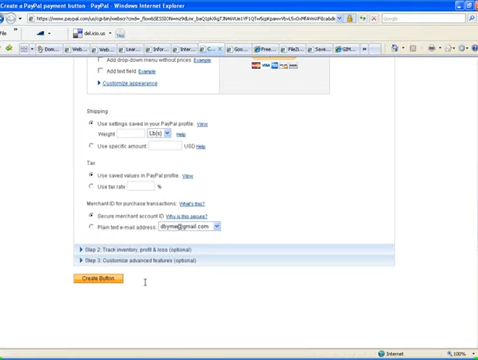 Create a PayPal payment button - PayPal - Windows Internet Explorer
del.icio.us
Add drop-down menu without prices. Example
Add text field. Example
Customize appearance
Shipping
Use settings saved in your PayPal profile. View
Weight Lb(s) Help
Use specific amount: USD Help
Tax
Use saved values in PayPal profile. View
Use tax rate %
Merchant ID for purchase transactions: What's this?
Secure merchant account ID Why is this secure?
Plain text e-mail address:
Step 2: Track inventory, profit & loss (optional)
Step 3: Customize advanced features (optional)
Create Button
Internet
100%